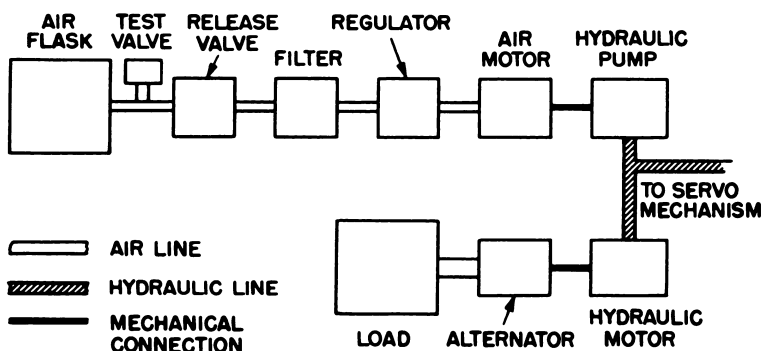 AIR
FLASK
TEST
VALVE
RELEASE
VALVE
FILTER
REGULATOR
AIR
MOTOR
HYDRAULIC
PUMP
TO SERVO
MECHANISM
AIR LINE
HYDRAULIC LINE
MECHANICAL
CONNECTION
LOAD
ALTERNATOR
HYDRAULIC
MOTOR